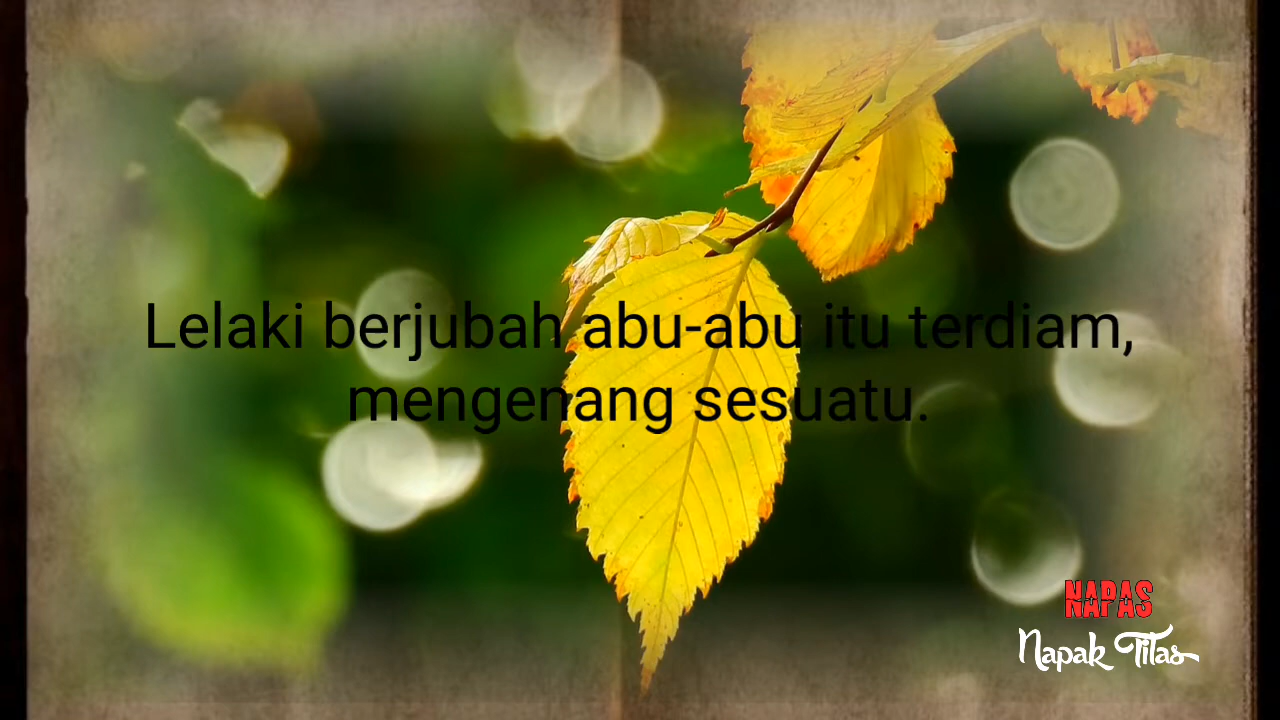 Lelaki berjubah abu-abu itu terdiam,
mengenang sesuatu.
NAPAS
Napak Tilas